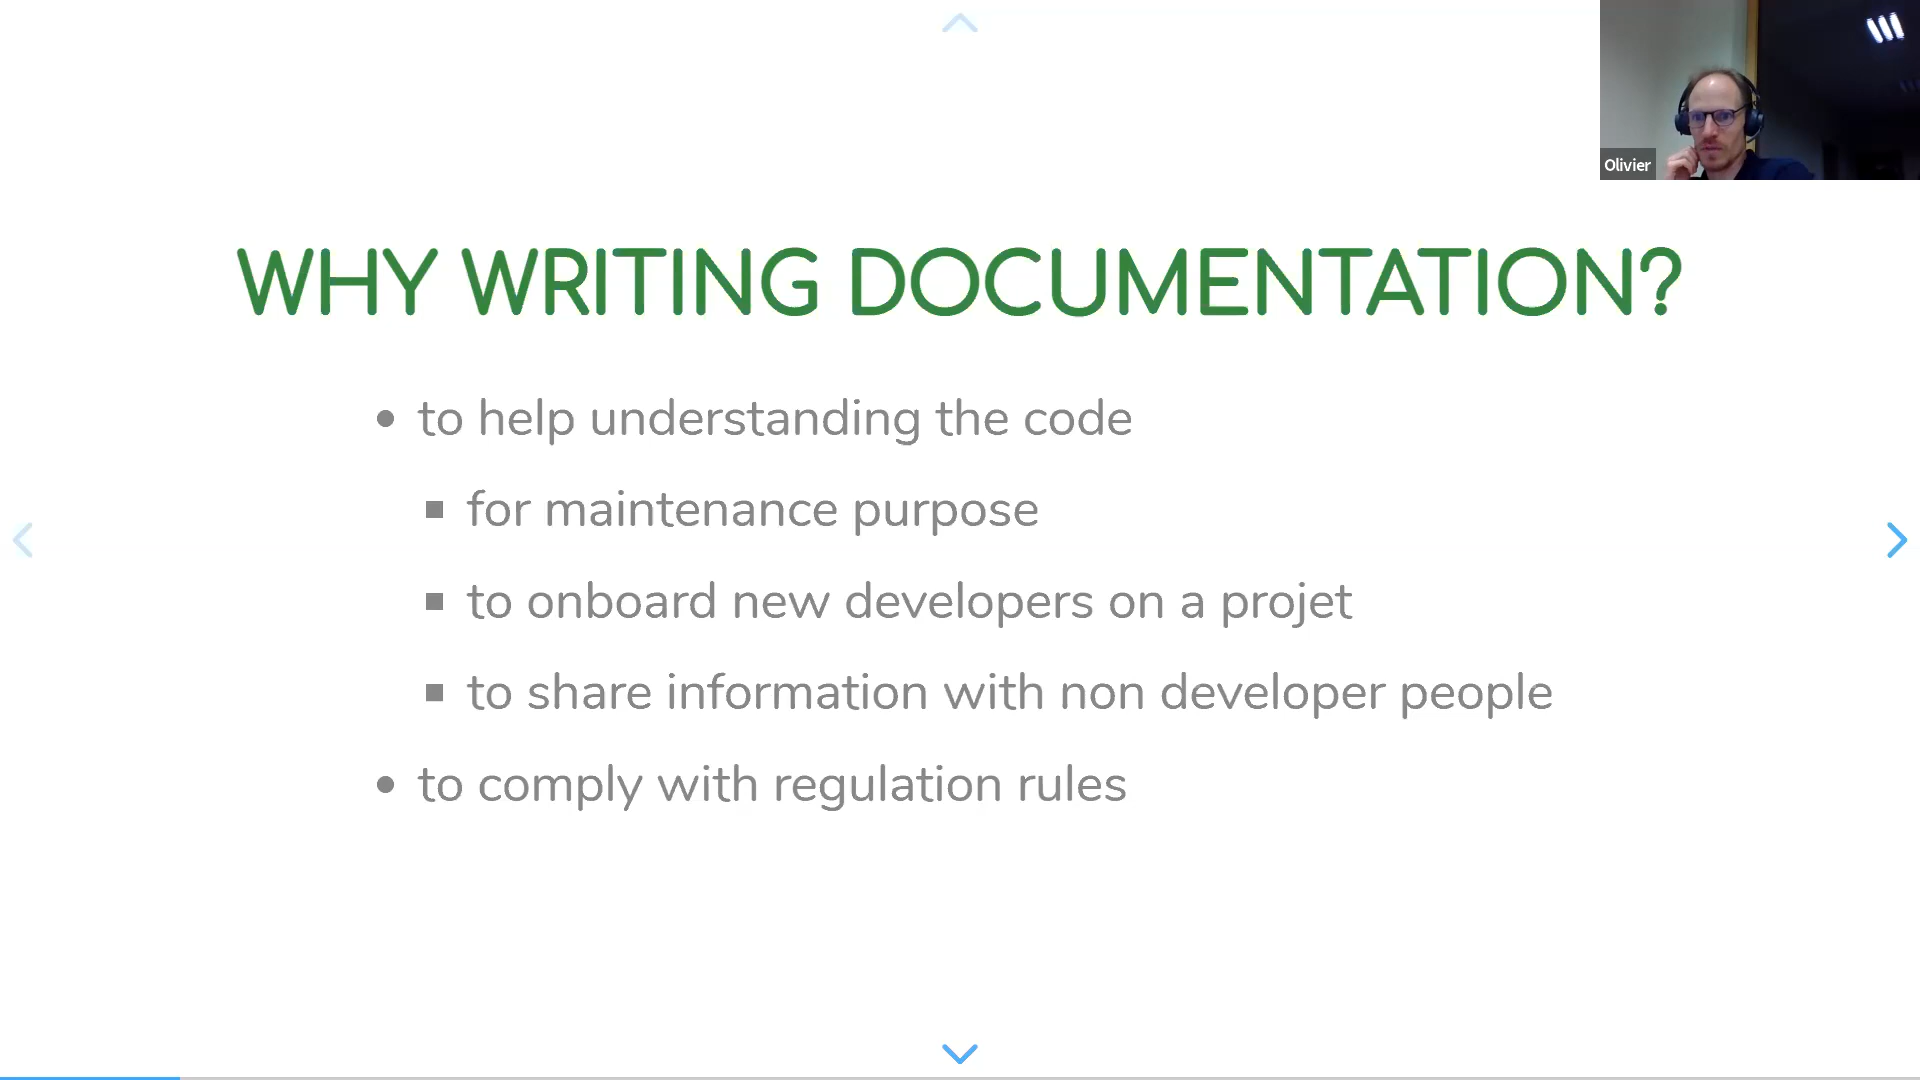 Olivier
WHY WRITING DOCUMENTATION?
to help understanding the code
for maintenance purpose
to onboard new developers on a projet
to share information with non developer people
to comply with regulation rules